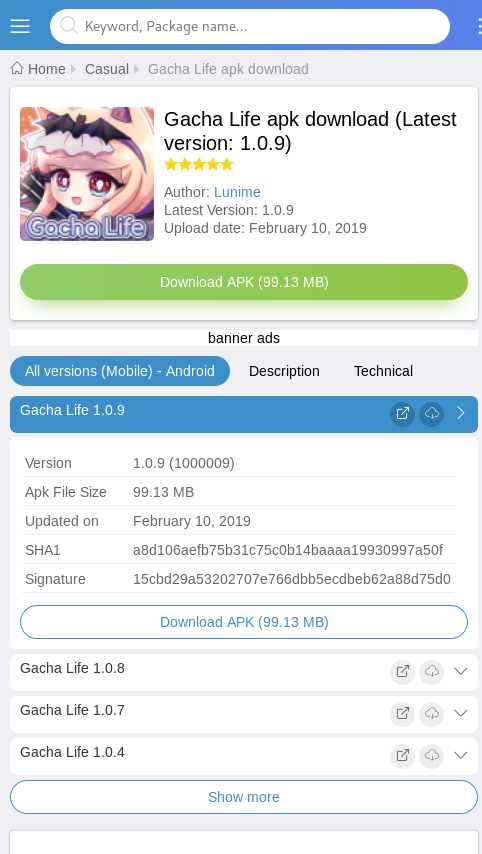 Keyword, Package name...
Home Casual Gacha Life apk download
Gacha Life apk download (Latest
version: 1.0.9)
Gacha Life
Author: Lunime
Latest Version: 1.0.9
Upload date: February 10, 2019
Download APK (99.13 MB)
banner ads
All versions (Mobile) - Android Description Technical
Gacha Life 1.0.9
Version 1.0.9 (1000009)
Apk File Size 99.13 MB
Updated on February 10, 2019
SHA1 a8d106aefb75b31c75c0b14baaaa19930997a50f
Signature 15cbd29a53202707e766dbb5ecdbeb62a88d75d0
Download APK (99.13 MB)
Gacha Life 1.0.8
Gacha Life 1.0.7
Gacha Life 1.0.4
Show more